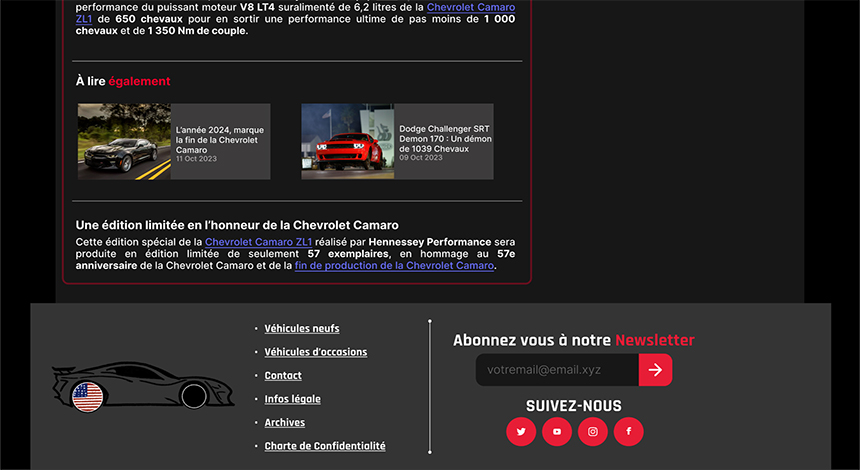 performance du puissant moteur V8 LT4 suralimenté de 6,2 litres de la Chevrolet Camaro
ZL1 de 650 chevaux pour en sortir une performance ultime de pas moins de 1 000
chevaux et de 1 350 Nm de couple.
À lire également
L'année 2024, marque
la fin de la Chevrolet
Camaro
11 Oct 2023
Dodge Challenger SRT
Demon 170 : Un démon
de 1039 Chevaux
09 Oct 2023
Une édition limitée en l'honneur de la Chevrolet Camaro
Cette édition spécial de la Chevrolet Camaro ZL1 réalisé par Hennessey Performance sera
produite en édition limitée de seulement 57 exemplaires, en hommage au 57e
anniversaire de la Chevrolet Camaro et de la fin de production de la Chevrolet Camaro.
Véhicules neufs
Véhicules d'occasions
Contact
Infos légale
Archives
Charte de Confidentialité
Abonnez vous à notre Newsletter
votremail@email.xyz
SUIVEZ-NOUS